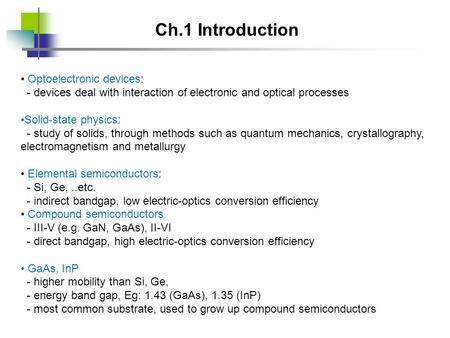 Ch.1 Introduction
• Optoelectronic devices:
- devices deal with interaction of electronic and optical processes
•Solid-state physics:
- study of solids, through methods such as quantum mechanics, crystallography,
electromagnetism and metallurgy
• Elemental semiconductors:
- Si, Ge, ..etc.
- indirect bandgap, low electric-optics conversion efficiency
• Compound semiconductors
- III-V (e.g. GaN, GaAs), II-VI
- direct bandgap, high electric-optics conversion efficiency
• GaAs, InP
- higher mobility than Si, Ge,
- energy band gap, Eg: 1.43 (GaAs), 1.35 (InP)
- most common substrate, used to grow up compound semiconductors